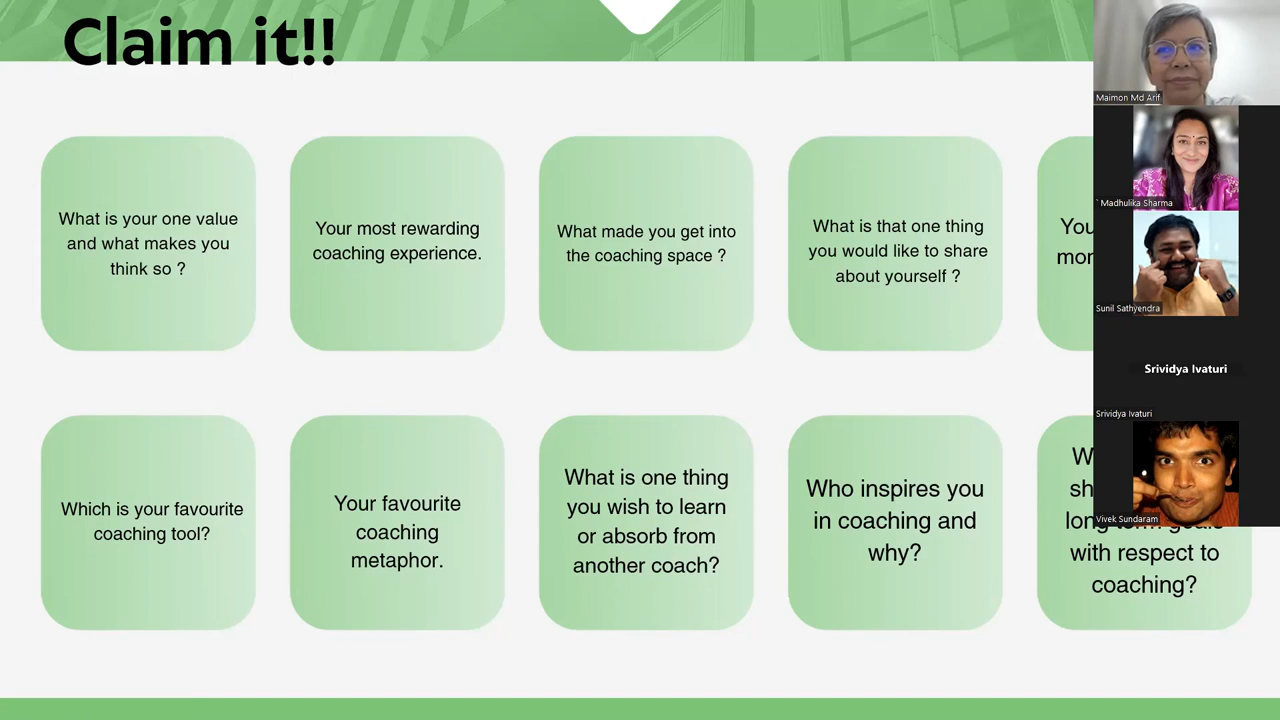 Claim it!!
What is your one value
and what makes you
think so ?
Your most rewarding
coaching experience.
What made you get into
the coaching space ?
What is that one thing
you would like to share
about yourself ?
Which is your favourite
coaching tool?
Your favourite
coaching
metaphor.
What is one thing
you wish to learn
or absorb from
another coach?
Who inspires you
in coaching and
why?
with respect to
coaching?
Maimon Md Arif
` Madhulika Sharma
Sunil Sathyendra
Srividya Ivaturi
Srividya Ivaturi
Vivek Sundaram